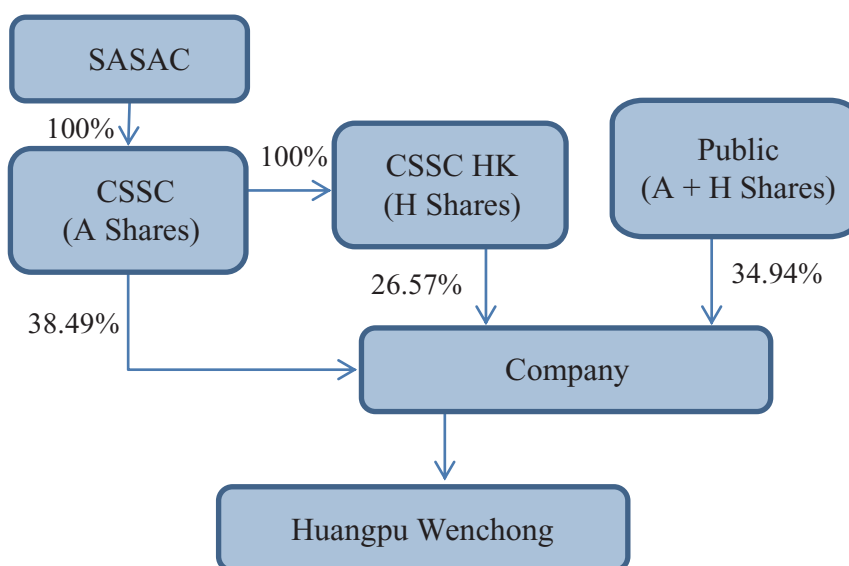 SASAC
100%
CSSC
(A Shares)
100%
CSSC HK
(H Shares)
Public
(A + H Shares)
38.49%
26.57%
34.94%
Company
Huangpu Wenchong